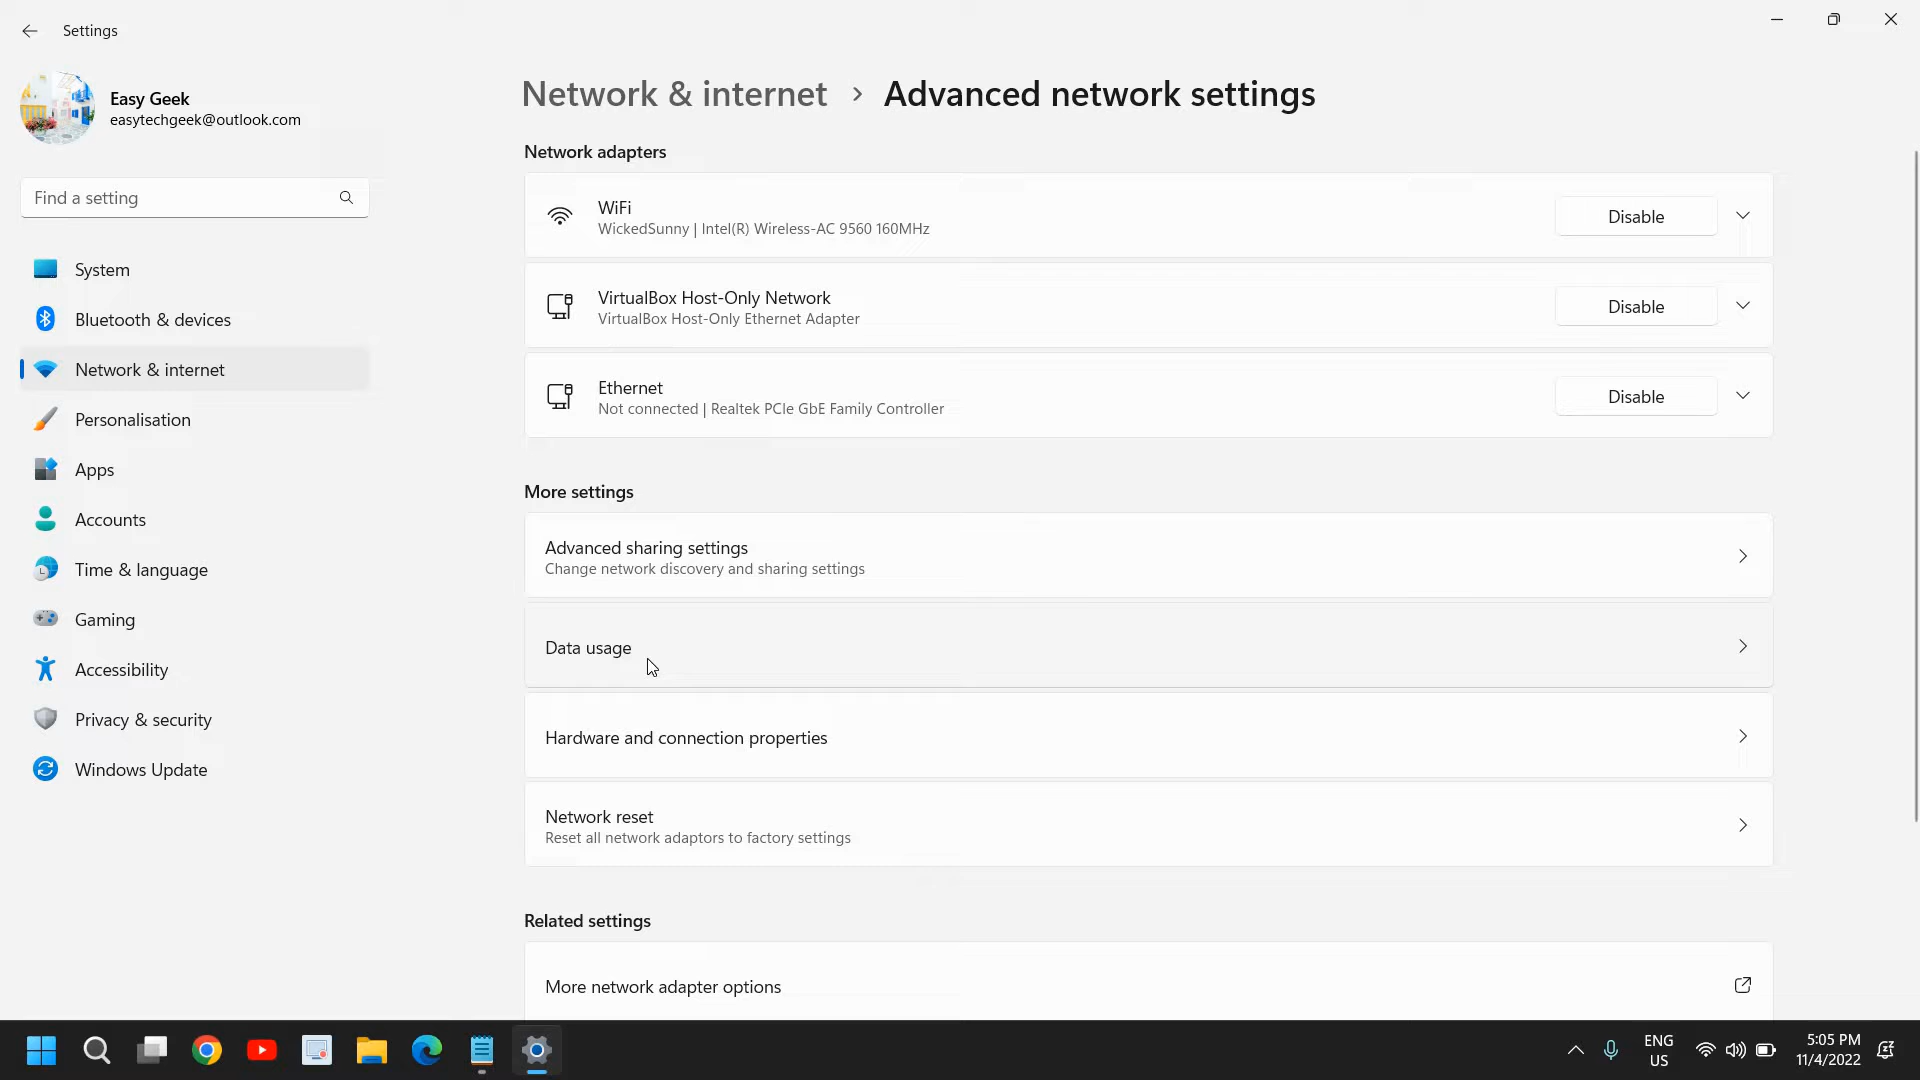 Settings
Easy Geek
easytechgeek@outlook.com
Find a setting
System
Bluetooth & devices
Network & internet
Personalisation
Apps
Accounts
Time & language
Gaming
Accessibility
Privacy & security
Windows Update
Network & internet > Advanced network settings
Network adapters
WiFi
WickedSunny | Intel(R) Wireless-AC 9560 160MHz
Disable
VirtualBox Host-Only Network
VirtualBox Host-Only Ethernet Adapter
Disable
Ethernet
Not connected | Realtek PCIe GbE Family Controller
Disable
More settings
Advanced sharing settings
Change network discovery and sharing settings
Data usage
Hardware and connection properties
Network reset
Reset all network adaptors to factory settings
Related settings
More network adapter options
ENG
US
5:05 PM
11/4/2022